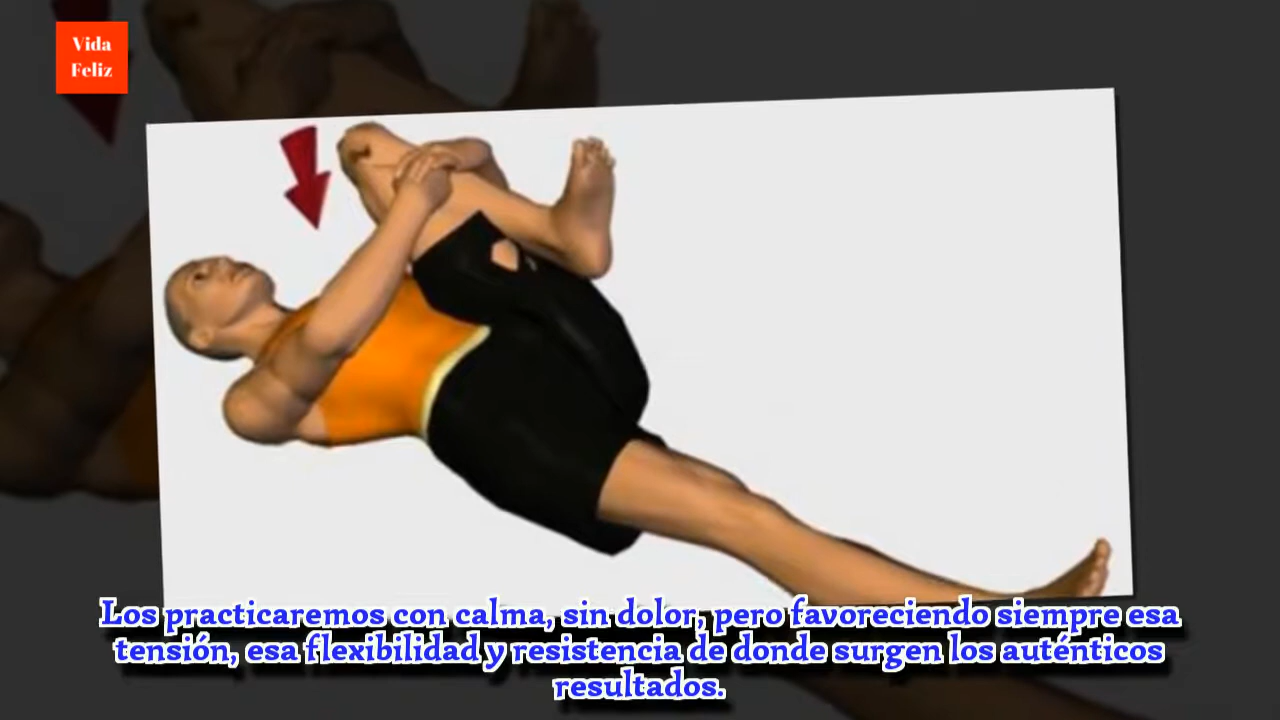 Vida
Feliz
Los practicaremos con calma, sin dolor, pero favoreciendo siempre esa
tensión, esa flexibilidad y resistencia de donde surgen los auténticos
resultados.